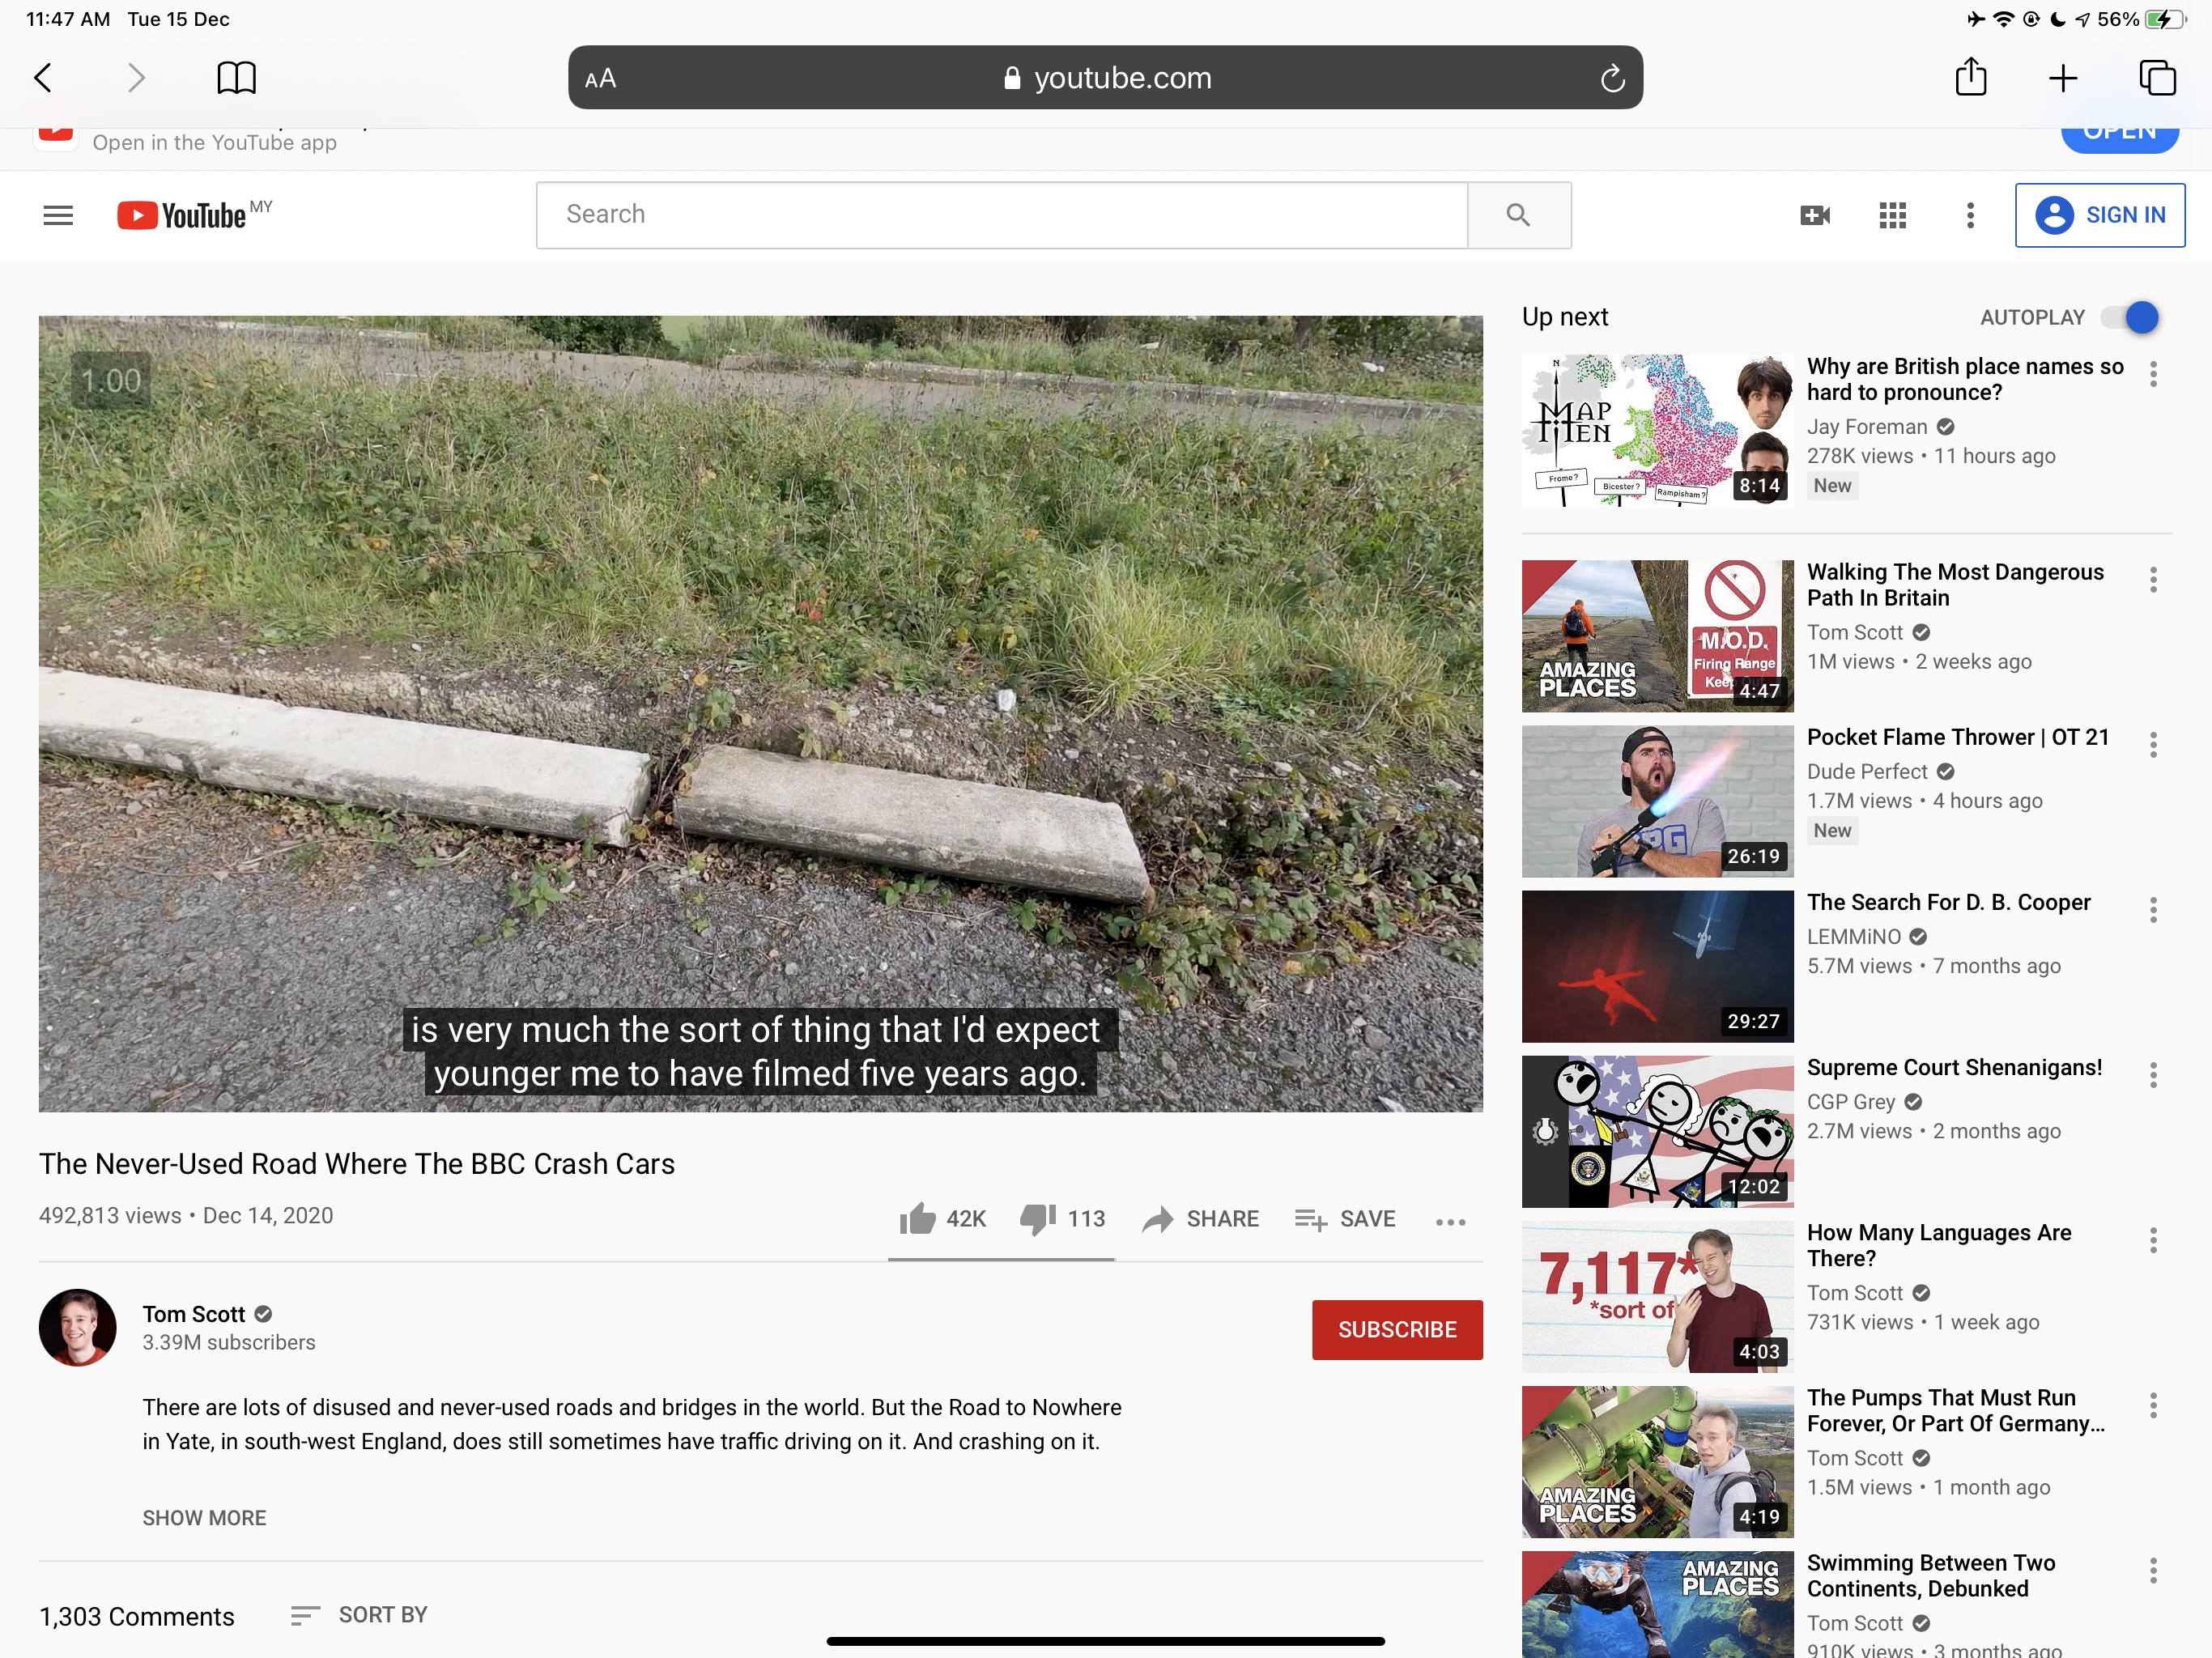 11:47 AM Tue 15 Dec
56%
AA
youtube.com
Open in the YouTube app
OPEN
YouTube MY
Search
SIGN IN
1.00
is very much the sort of thing that I'd expect
younger me to have filmed five years ago.
The Never-Used Road Where The BBC Crash Cars
492,813 views • Dec 14, 2020
42K
113
SHARE
SAVE
Tom Scott
3.39M subscribers
SUBSCRIBE
There are lots of disused and never-used roads and bridges in the world. But the Road to Nowhere
in Yate, in south-west England, does still sometimes have traffic driving on it. And crashing on it.
SHOW MORE
1,303 Comments
SORT BY
Up next
AUTOPLAY
N
MAP
MEN
Frome?
Bicester?
Rampisham?
8:14
Why are British place names so
hard to pronounce?
Jay Foreman
278K views • 11 hours ago
New
AMAZING
PLACES
M.O.D.
Firing Range
4:47
Walking The Most Dangerous
Path In Britain
Tom Scott
1M views • 2 weeks ago
26:19
Pocket Flame Thrower | OT 21
Dude Perfect
1.7M views • 4 hours ago
New
29:27
The Search For D. B. Cooper
LEMMiNO
5.7M views • 7 months ago
12:02
Supreme Court Shenanigans!
CGP Grey
2.7M views • 2 months ago
7,117*
*sort of
4:03
How Many Languages Are
There?
Tom Scott
731K views • 1 week ago
AMAZING
PLACES
4:19
The Pumps That Must Run
Forever, Or Part Of Germany...
Tom Scott
1.5M views • 1 month ago
AMAZING
PLACES
Swimming Between Two
Continents, Debunked
Tom Scott
910K views • 3 months ago